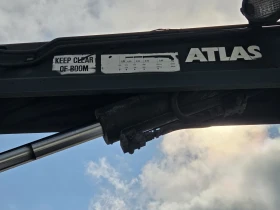 KEEP CLEAR
OF BOOM
ATLAS